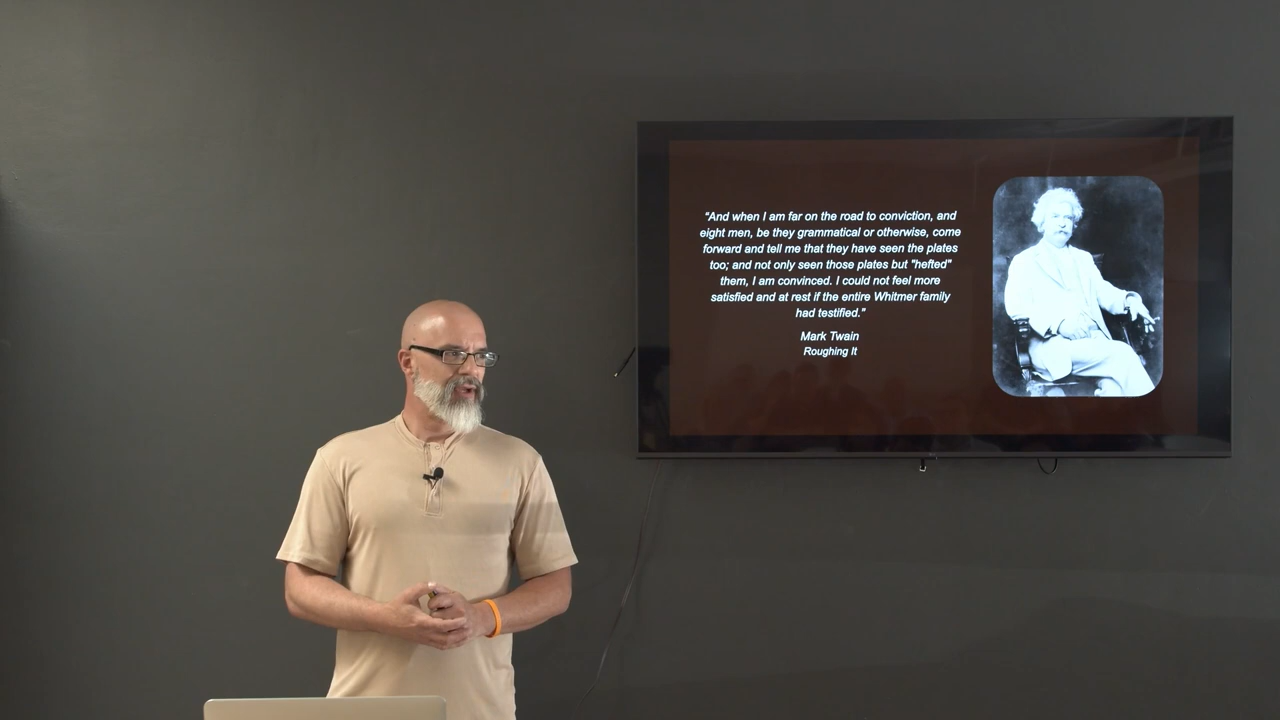 “And when I am far on the road to conviction, and
eight men, be they grammatical or otherwise, come
forward and tell me that they have seen the plates
too; and not only seen those plates but "hefted"
them, I am convinced. I could not feel more
satisfied and at rest if the entire Whitmer family
had testified.”
Mark Twain
Roughing It